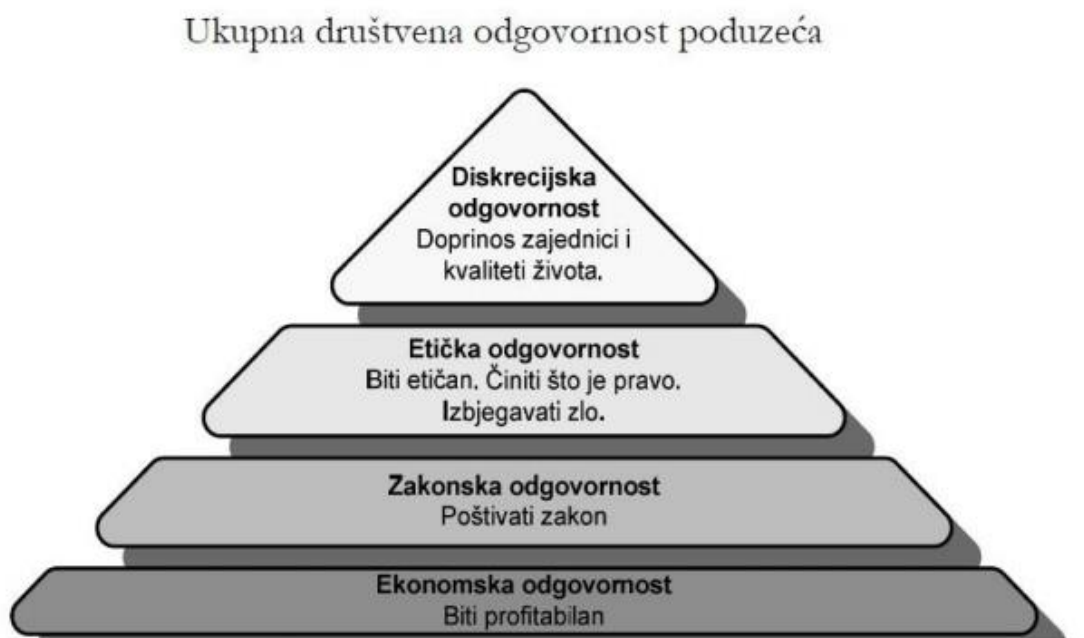 Ukupna društvena odgovornost poduzeća
Diskrecijska
odgovornost
Doprinos zajednici i
kvaliteti života.
Etička odgovornost
Biti etičan. Činiti što je pravo.
Izbjegavati zlo.
Zakonska odgovornost
Poštivati zakon
Ekonomska odgovornost
Biti profitabilan